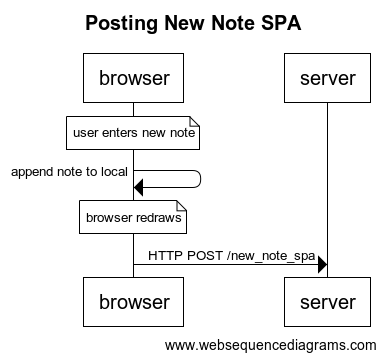 Posting New Note SPA
browser
server
user enters new note
append note to local
browser redraws
HTTP POST /new_note_spa
browser
server
www.websequencediagrams.com